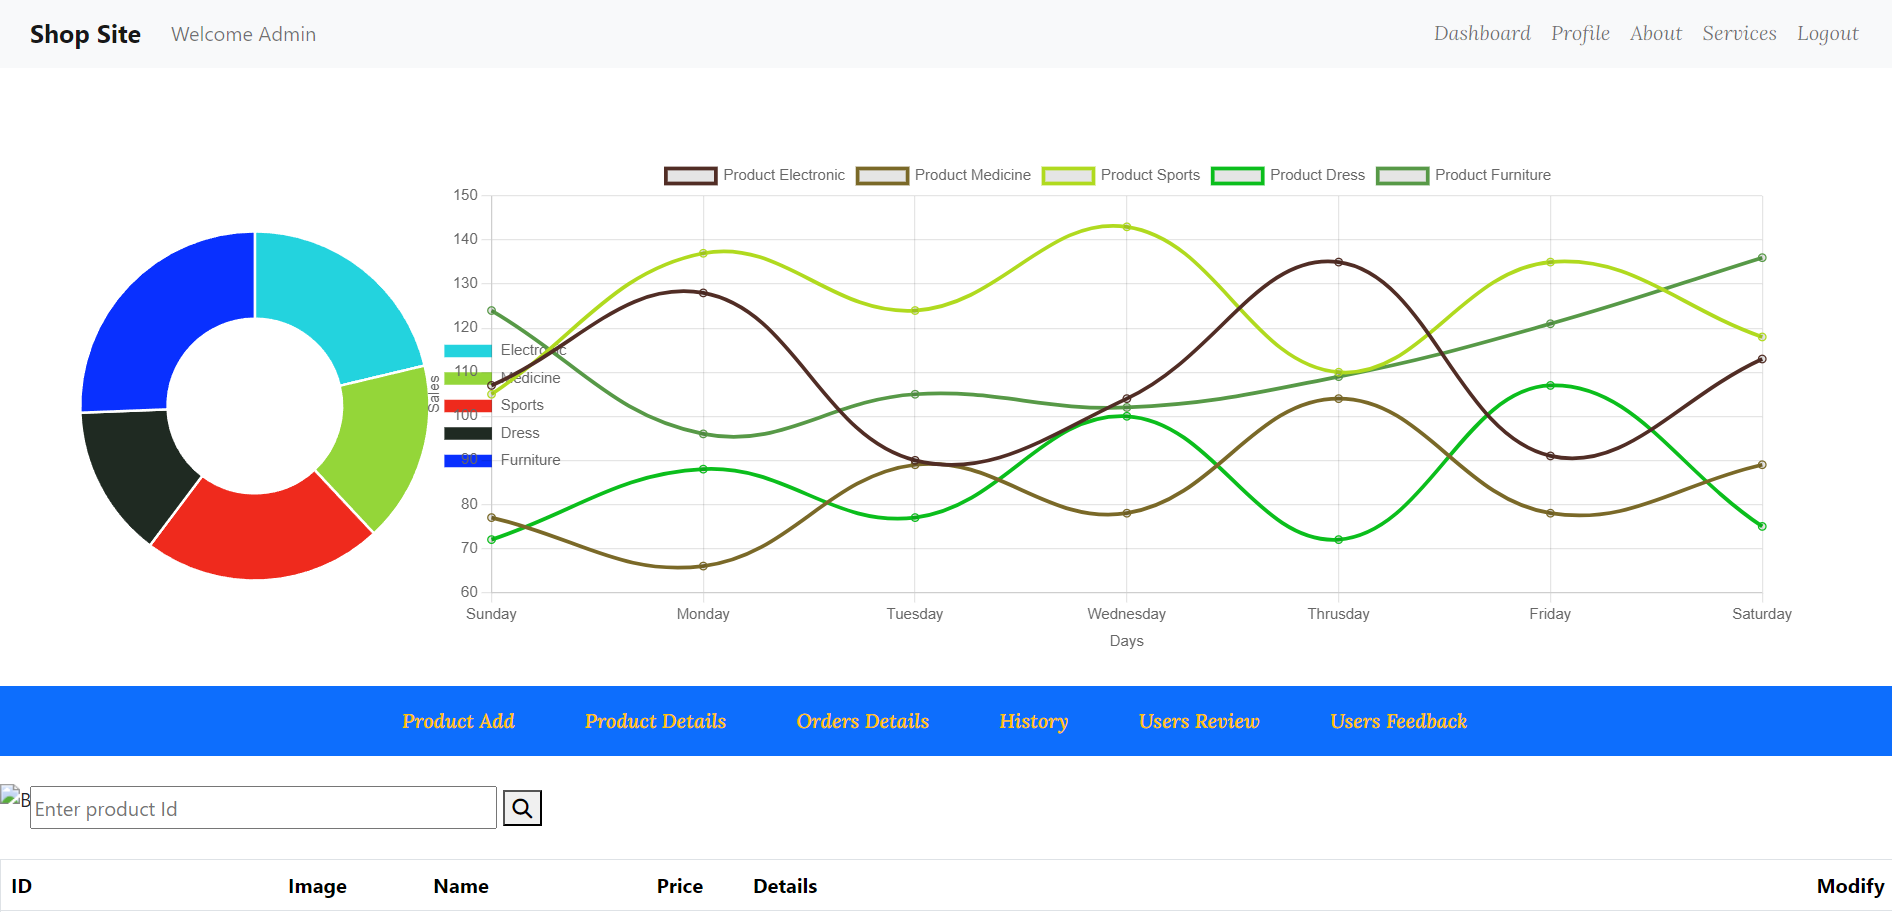 Shop Site Welcome Admin Dashboard Profile About Services Logout
Product Electronic Product Medicine Product Sports Product Dress Product Furniture
Electronic
Medicine
Sports
Dress
Furniture
Sales
150
140
130
120
110
100
90
80
70
60
Sunday Monday Tuesday Wednesday Thrusday Friday Saturday
Days
Product Add Product Details Orders Details History Users Review Users Feedback
B
Enter product Id
ID Image Name Price Details Modify